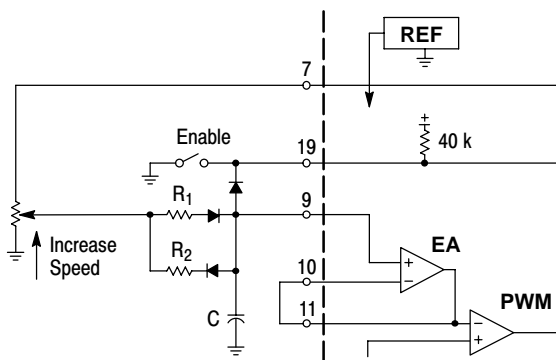 REF
7
Enable
19
40 k
R1
9
Increase
Speed
R2
10
EA
11
PWM
C